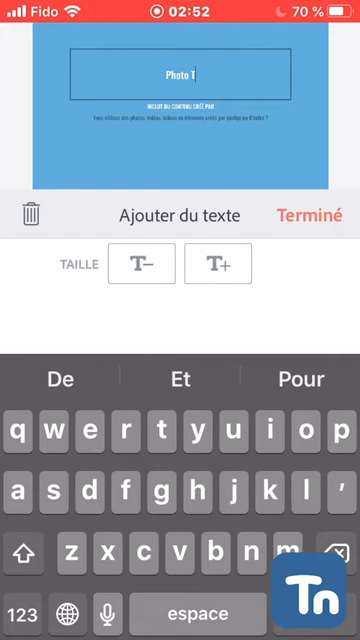 Fido 02:52 70 %
Photo T
INCLUT DU CONTENU CRÉÉ PAR
Vous utilisez des photos, vidéos, icônes ou éléments créés par quelqu'un d'autre ?
Ajouter du texte Terminé
TAILLE T− T+
De Et Pour
q w e r t y u i o p
a s d f g h j k l ’
z x c v b n m
123 espace
Tn